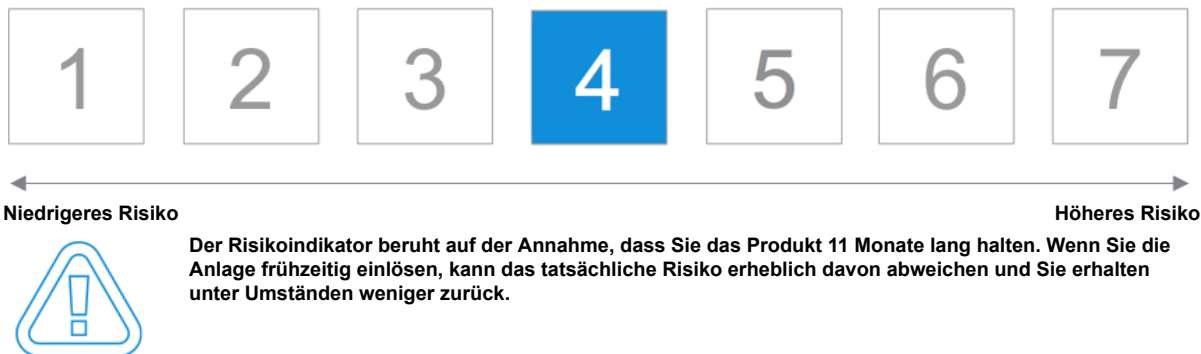 1 2 3 4 5 6 7
Niedrigeres Risiko Höheres Risiko
Der Risikoindikator beruht auf der Annahme, dass Sie das Produkt 11 Monate lang halten. Wenn Sie die
Anlage frühzeitig einlösen, kann das tatsächliche Risiko erheblich davon abweichen und Sie erhalten
unter Umständen weniger zurück.